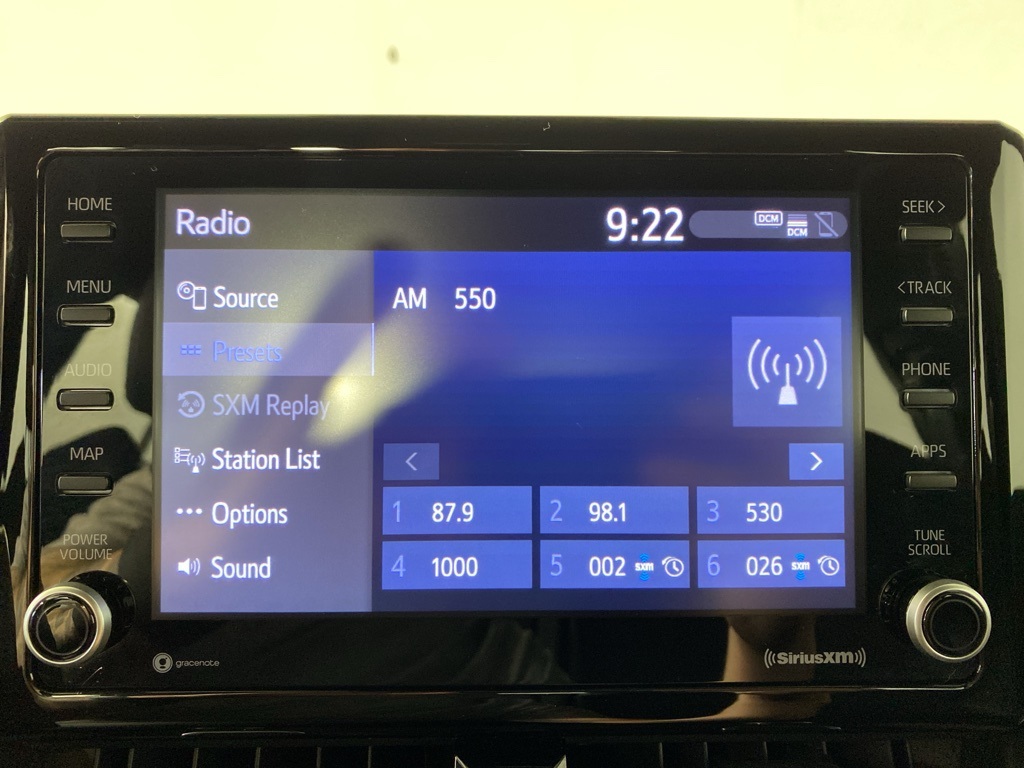 HOME
MENU
AUDIO
MAP
POWER
VOLUME
Radio
9:22
DCM
DCM
Source
Presets
SXM Replay
Station List
Options
Sound
AM 550
<
>
1 87.9
2 98.1
3 530
4 1000
5 002 sxm
6 026 sxm
SEEK>
<TRACK
PHONE
APPS
TUNE
SCROLL
gracenote
((SiriusXM))